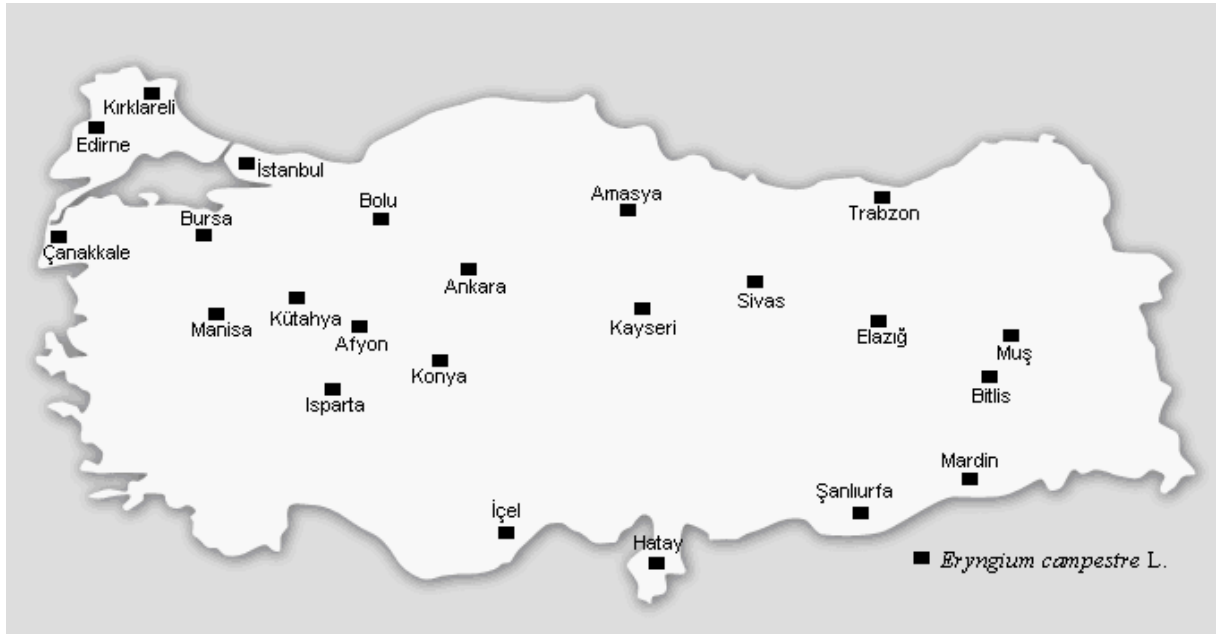 Kırklareli
Edirne
İstanbul
Bolu
Amasya
Trabzon
Bursa
Çanakkale
Ankara
Sivas
Kütahya
Manisa
Afyon
Kayseri
Elazığ
Muş
Konya
Isparta
Bitlis
Mardin
Şanlıurfa
İçel
Hatay
Eryngium campestre L.